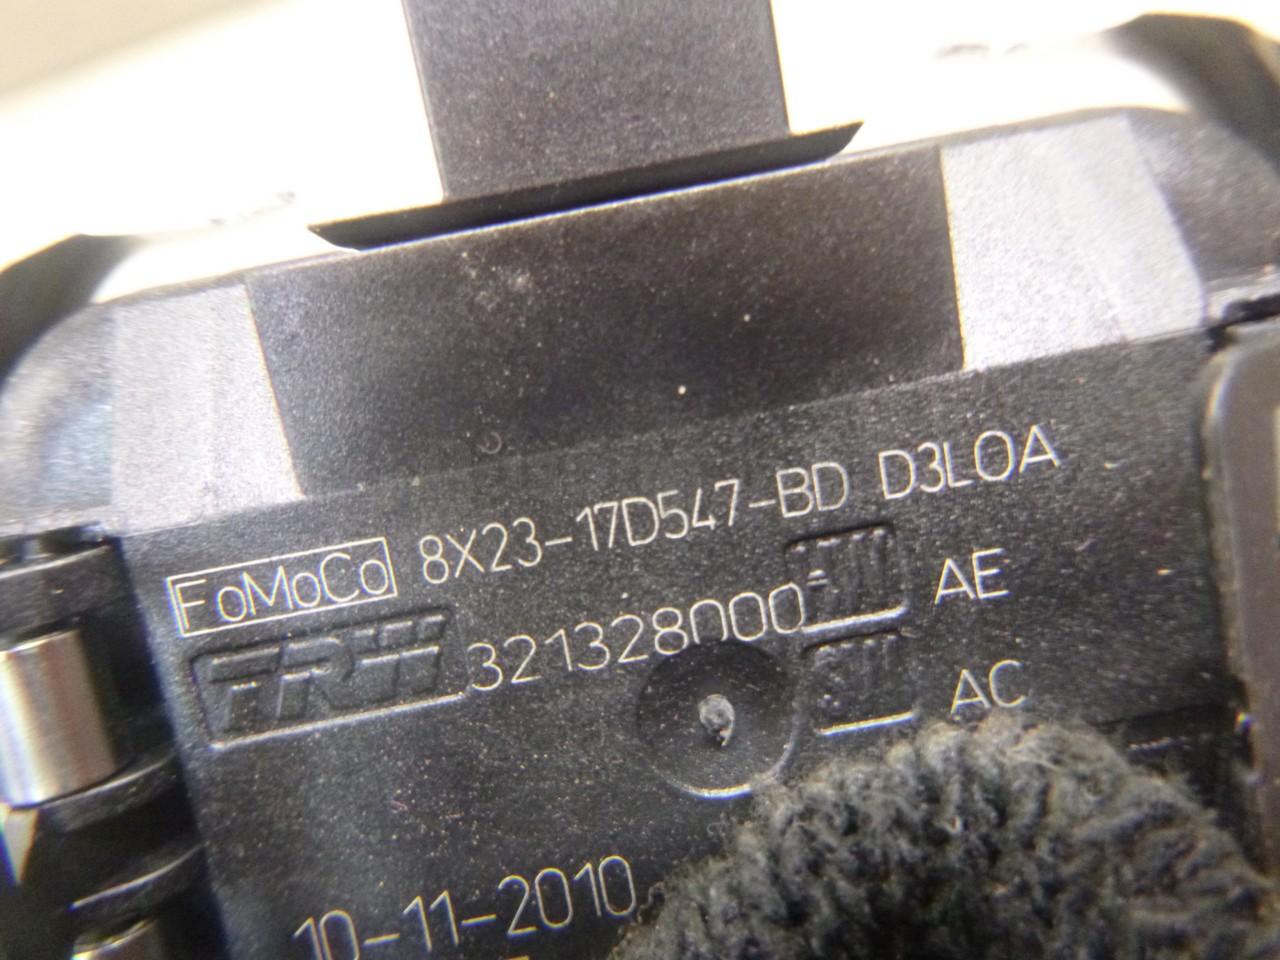 FoMoCo 8X23-17D547-BD D3LOA
TRW 321328000 AE
AC
10-11-2010